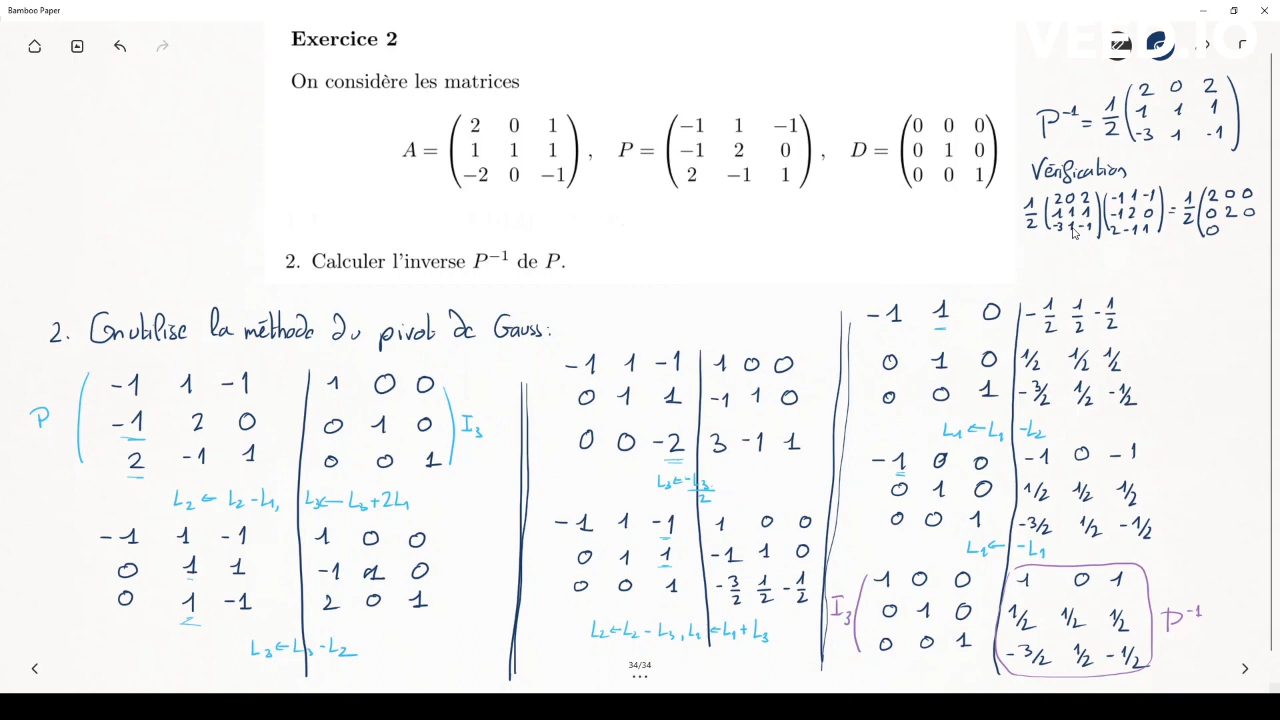 Bamboo Paper
VEED.IO
Exercice 2
On considère les matrices
A = ( 2 0 1 ; 1 1 1 ; −2 0 −1 ) , P = ( −1 1 −1 ; −1 2 0 ; 2 −1 1 ) , D = ( 0 0 0 ; 0 1 0 ; 0 0 1 )
2. Calculer l'inverse P⁻¹ de P.
P⁻¹ = 1/2 ( 2 0 2 ; 1 1 1 ; -3 1 -1 )
Vérification
1/2 ( 2 0 2 ; 1 1 1 ; -3 1 -1 ) ( -1 1 -1 ; -1 2 0 ; 2 -1 1 ) = 1/2 ( 2 0 0 ; 0 2 0 ; 0
2. On utilise la méthode du pivot de Gauss:
P
-1 1 -1 | 1 0 0
-1 2 0 | 0 1 0
2 -1 1 | 0 0 1
I₃
L₂ ← L₂ - L₁, L₃ ← L₃ + 2L₁
-1 1 -1 | 1 0 0
0 1 1 | -1 1 0
0 1 -1 | 2 0 1
L₃ ← L₃ - L₂
-1 1 -1 | 1 0 0
0 1 1 | -1 1 0
0 0 -2 | 3 -1 1
L₃ ← -L₃/2
-1 1 -1 | 1 0 0
0 1 1 | -1 1 0
0 0 1 | -3/2 1/2 -1/2
L₂ ← L₂ - L₃, L₁ ← L₁ + L₃
-1 1 0 | -1/2 1/2 -1/2
0 1 0 | 1/2 1/2 1/2
0 0 1 | -3/2 1/2 -1/2
L₁ ← L₁ - L₂
-1 0 0 | -1 0 -1
0 1 0 | 1/2 1/2 1/2
0 0 1 | -3/2 1/2 -1/2
L₁ ← -L₁
I₃
1 0 0 | 1 0 1
0 1 0 | 1/2 1/2 1/2
0 0 1 | -3/2 1/2 -1/2
P⁻¹
34/34